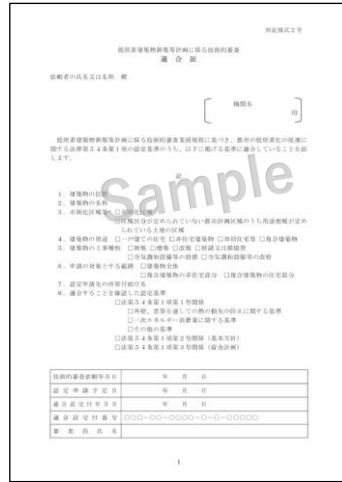 別記様式２号
低炭素建築物新築等計画に係る技術的審査
適　合　証
依頼者の氏名又は名称　殿
機関名
印
低炭素建築物新築等計画に係る技術的審査業務規程に基づき、都市の低炭素化の促進に
関する法律第５４条第１項の認定基準のうち、以下に掲げる基準に適合していることを証
します。
記
Sample
１．建築物の位置
２．建築物の名称
３．市街化区域等　□市街化区域
□区域区分が定められていない都市計画区域のうち用途地域が定め
られている土地の区域
４．建築物の用途　□一戸建ての住宅　□非住宅建築物　□共同住宅等　□複合建築物
５．建築物の工事種別　□新築　□増築　□改築　□修繕又は模様替
□空気調和設備等の設置　□空気調和設備等の改修
６．申請の対象とする範囲　□建築物全体
□複合建築物の非住宅部分　□複合建築物の住宅部分
７．認定申請先の所管行政庁名
８．適合することを確認した認定基準
□法第５４条第１項第１号関係
□外壁、窓等を通しての熱の損失の防止に関する基準
□一次エネルギー消費量に関する基準
□その他の基準
□法第５４条第１項第２号関係（基本方針）
□法第５４条第１項第３号関係（資金計画）
技術的審査依頼年月日　年　月　日
認定申請予定日　年　月　日
適合証交付年月日　年　月　日
適合証交付番号　○○○-○○-○○○○-○-○-○○○○○
審査員氏名
1